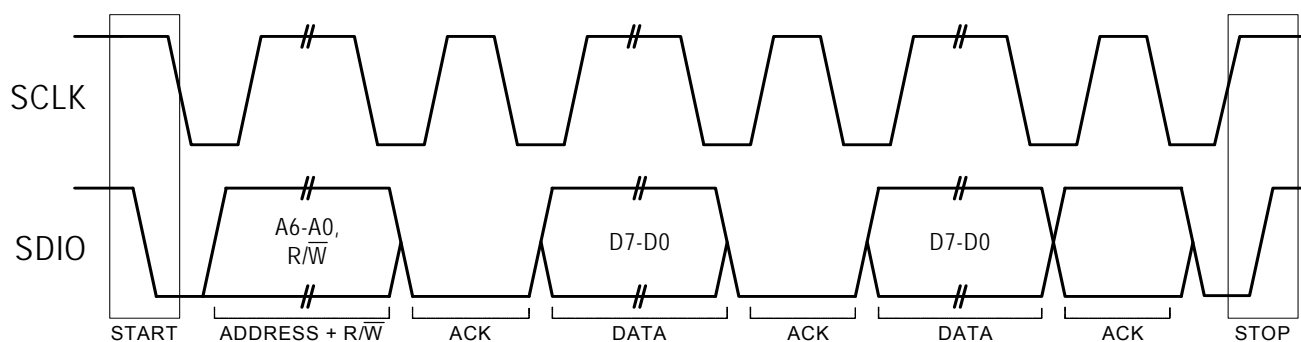 SCLK
SDIO
A6-A0,
R/W̅
D7-D0
D7-D0
START
ADDRESS + R/W̅
ACK
DATA
ACK
DATA
ACK
STOP